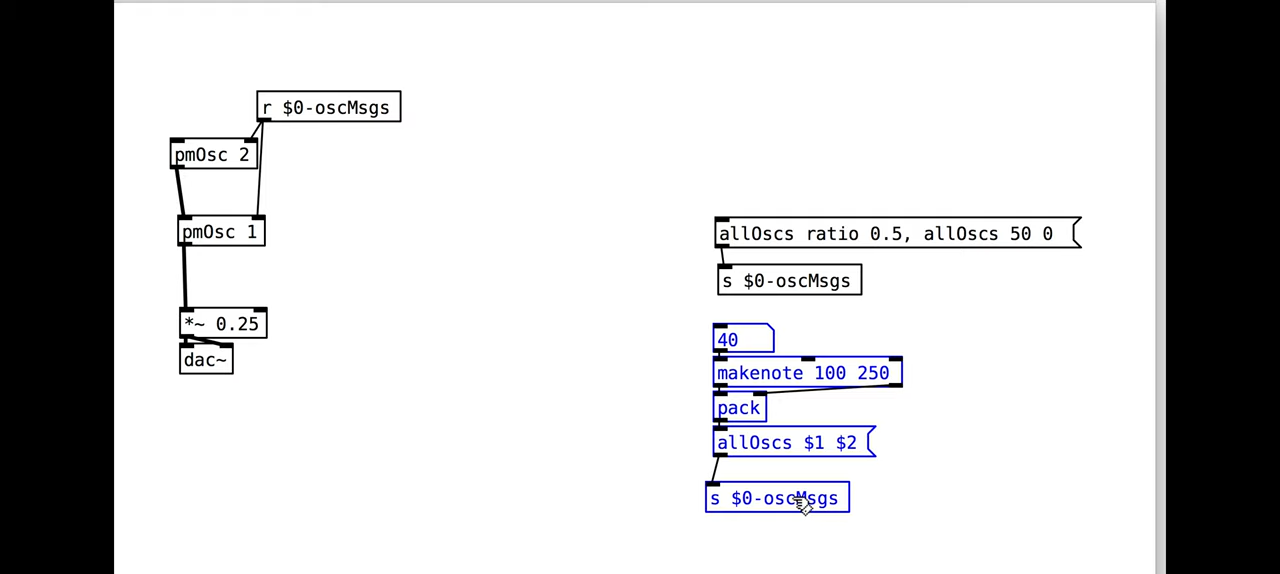 r $0-oscMsgs
pmOsc 2
pmOsc 1
*~ 0.25
dac~
allOscs ratio 0.5, allOscs 50 0
s $0-oscMsgs
40
makenote 100 250
pack
allOscs $1 $2
s $0-oscMsgs